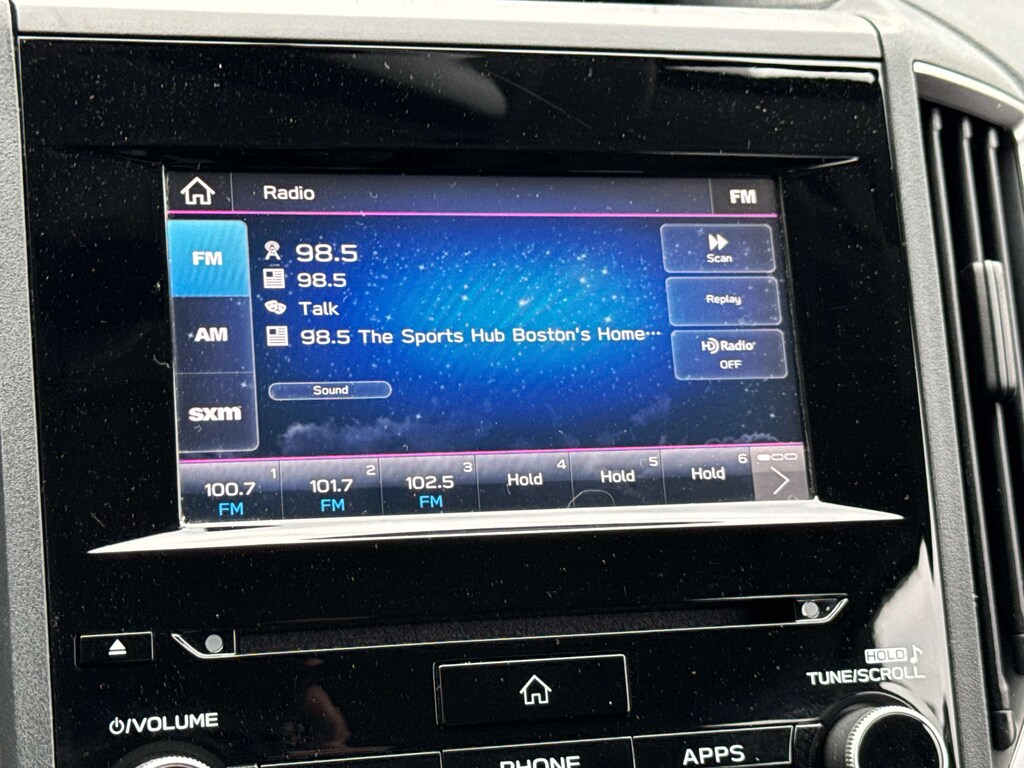 Radio
FM
FM
98.5
98.5
Talk
98.5 The Sports Hub Boston's Home…
Scan
Replay
HD Radio
OFF
AM
sxm
Sound
1
100.7
FM
2
101.7
FM
3
102.5
FM
4
Hold
5
Hold
6
Hold
HOLD
TUNE/SCROLL
/VOLUME
PHONE
APPS